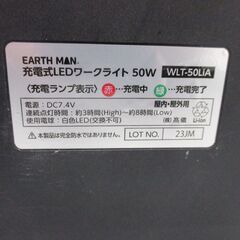 EARTH MAN
充電式LEDワークライト 50W WLT-50LiA
〈充電ランプ表示〉 赤…充電中 緑…充電完了
電源：DC7.4V 屋内・屋外用
連続点灯時間：約3時間(High)～約8時間(Low)
使用電球：白色LED(交換不可) ㈱高儀 Li-ion
本製品は完全防水ではありません。 LOT NO. 23JM